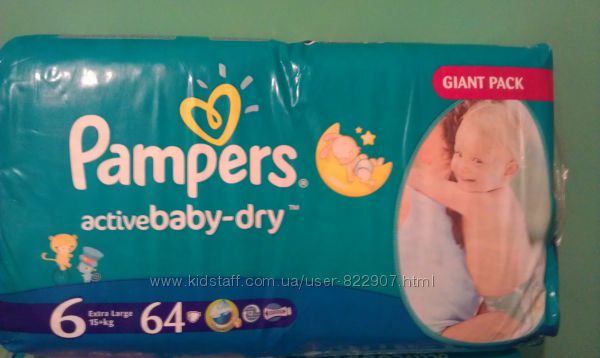 GIANT PACK
Pampers®
activebaby-dry™
www.kidstaff.com.ua/user-822907.html
6 Extra Large 64
15+kg